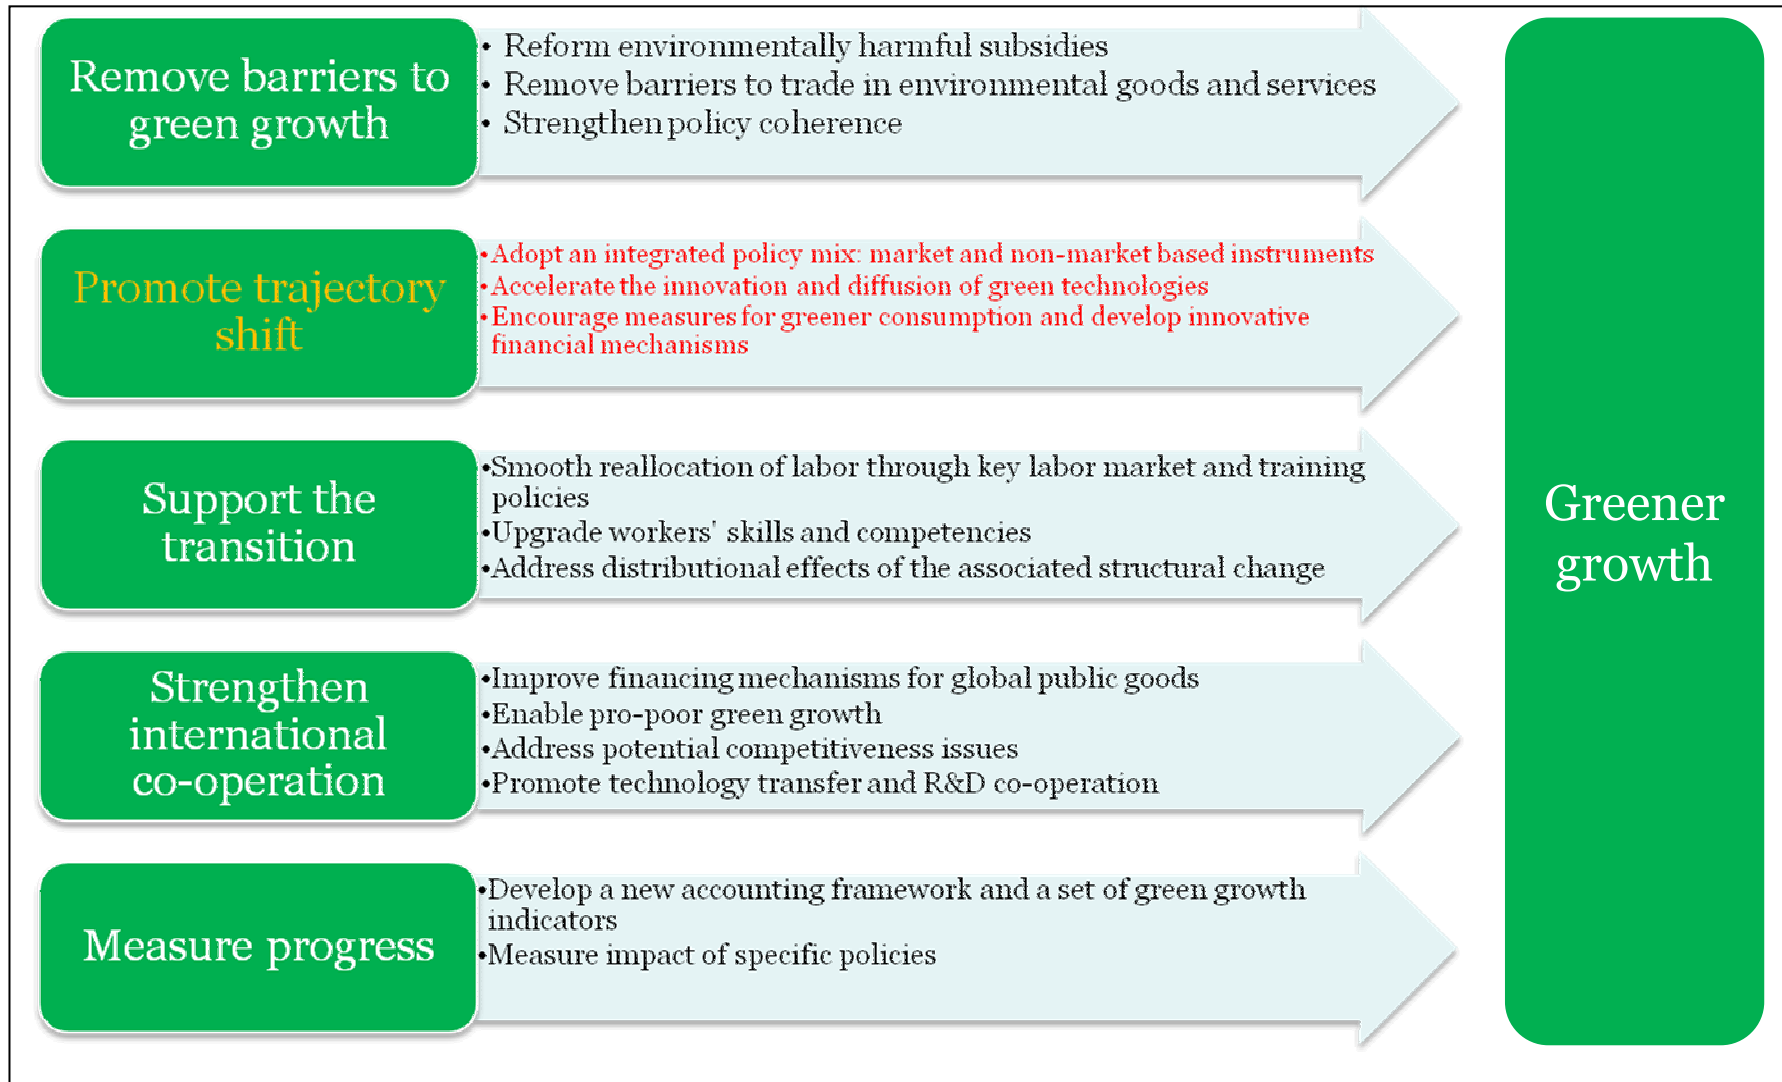 Remove barriers to
green growth
• Reform environmentally harmful subsidies
• Remove barriers to trade in environmental goods and services
• Strengthen policy coherence
Promote trajectory
shift
•Adopt an integrated policy mix: market and non-market based instruments
•Accelerate the innovation and diffusion of green technologies
•Encourage measures for greener consumption and develop innovative
financial mechanisms
Support the
transition
•Smooth reallocation of labor through key labor market and training
policies
•Upgrade workers' skills and competencies
•Address distributional effects of the associated structural change
Strengthen
international
co-operation
•Improve financing mechanisms for global public goods
•Enable pro-poor green growth
•Address potential competitiveness issues
•Promote technology transfer and R&D co-operation
Measure progress
•Develop a new accounting framework and a set of green growth
indicators
•Measure impact of specific policies
Greener
growth